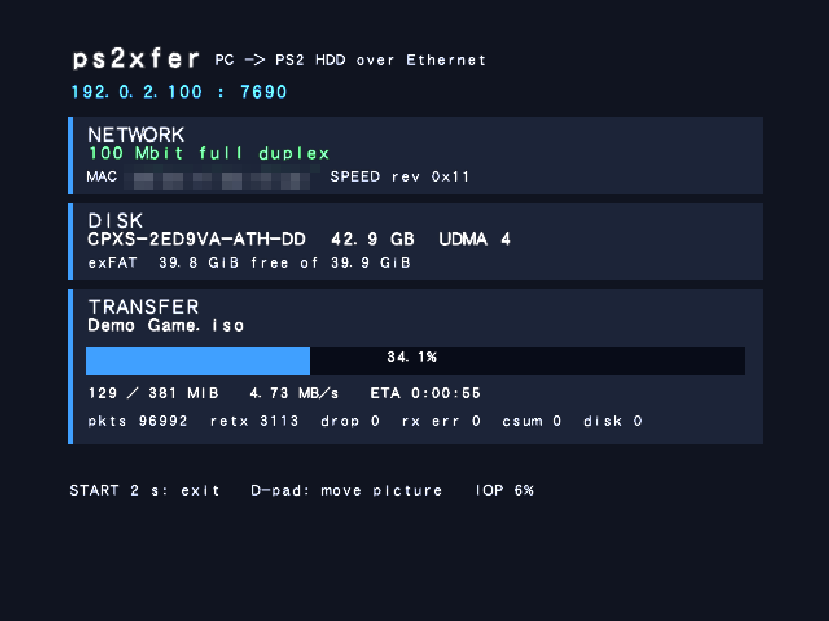 ps2xfer PC -> PS2 HDD over Ethernet
192.0.2.100 : 7690
NETWORK
100 Mbit full duplex
MAC SPEED rev 0x11
DISK
CPXS-2ED9VA-ATH-DD 42.9 GB UDMA 4
exFAT 39.8 GiB free of 39.9 GiB
TRANSFER
Demo Game.iso
34.1%
129 / 381 MiB 4.73 MB/s ETA 0:00:55
pkts 96992 retx 3113 drop 0 rx err 0 csum 0 disk 0
START 2 s: exit D-pad: move picture IOP 6%